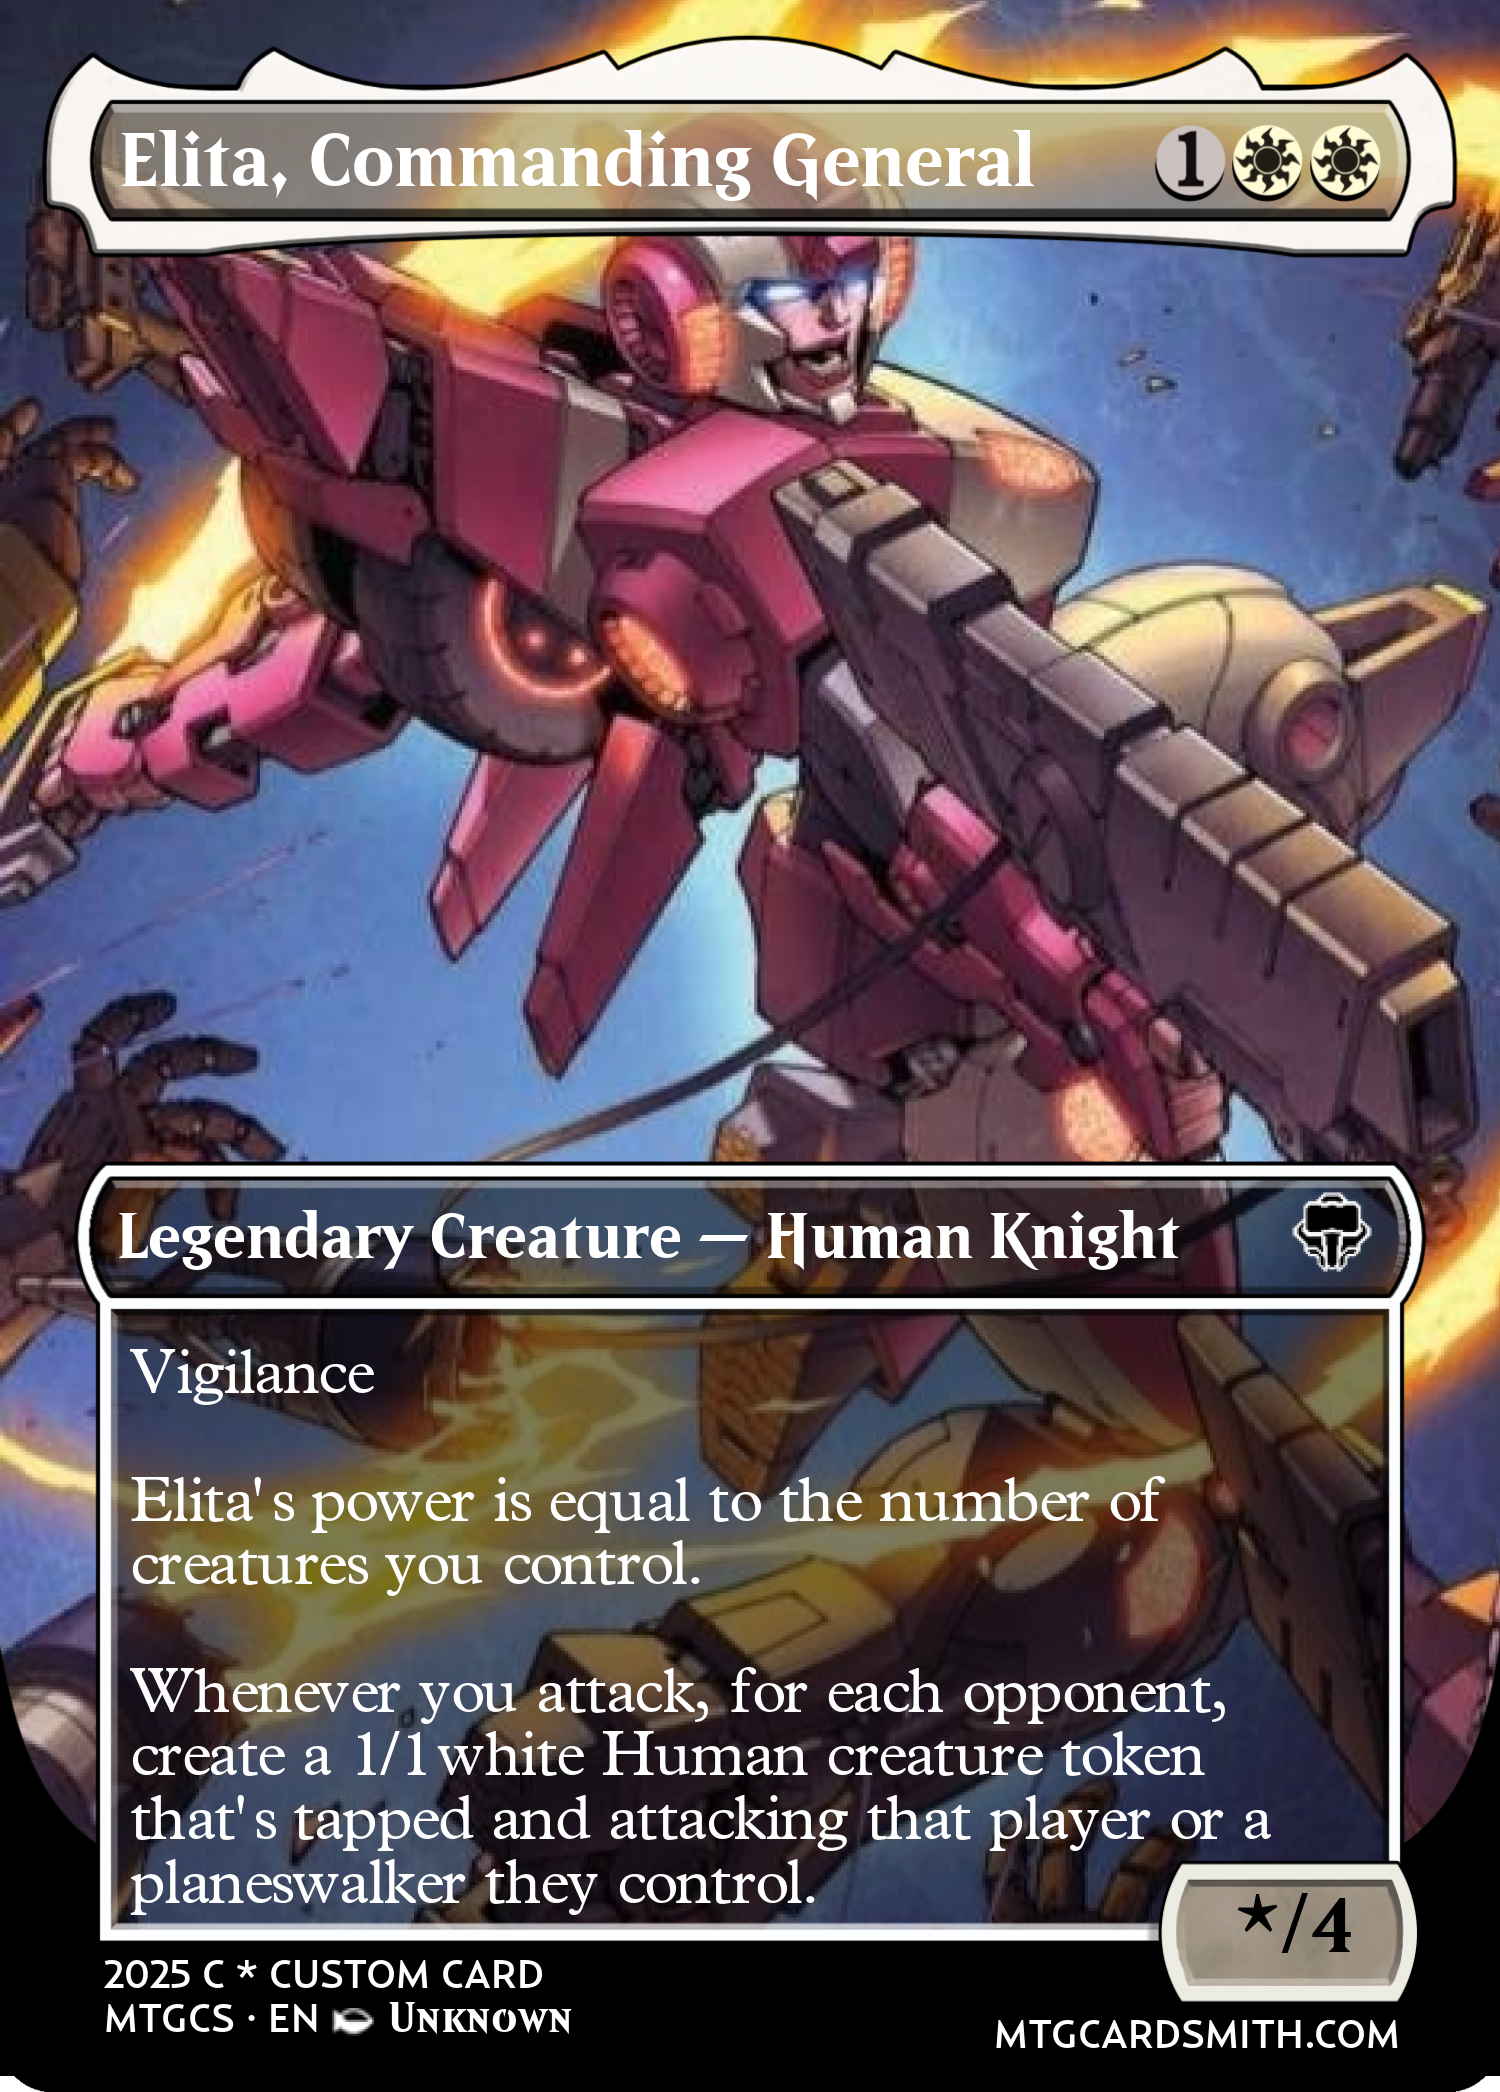 Elita, Commanding General 1
Legendary Creature — Human Knight
Vigilance
Elita's power is equal to the number of
creatures you control.
Whenever you attack, for each opponent,
create a 1/1 white Human creature token
that's tapped and attacking that player or a
planeswalker they control.
★/4
2025 C * CUSTOM CARD
MTGCS · EN UNKNOWN
MTGCARDSMITH.COM